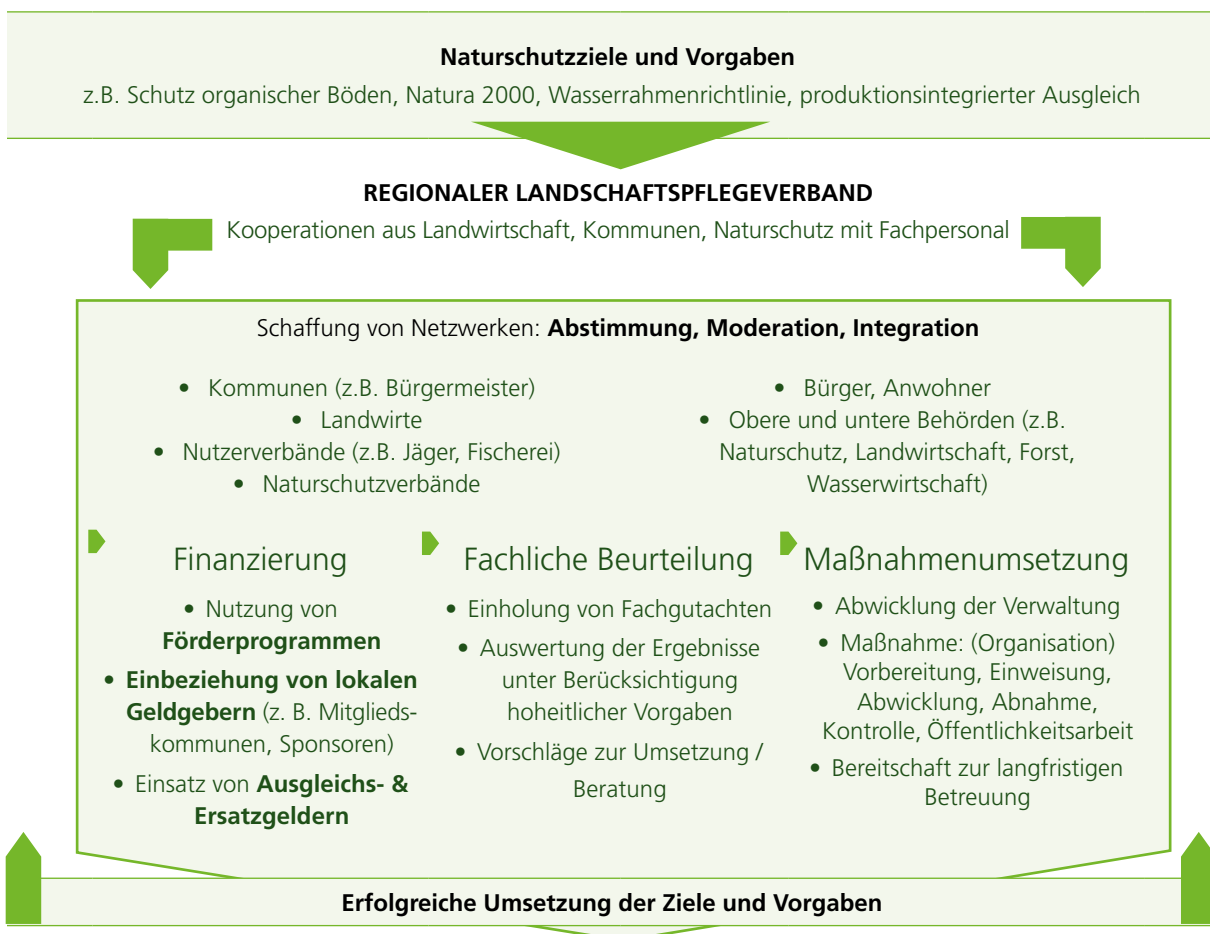 Naturschutzziele und Vorgaben
z.B. Schutz organischer Böden, Natura 2000, Wasserrahmenrichtlinie, produktionsintegrierter Ausgleich
REGIONALER LANDSCHAFTSPFLEGEVERBAND
Kooperationen aus Landwirtschaft, Kommunen, Naturschutz mit Fachpersonal
Schaffung von Netzwerken: Abstimmung, Moderation, Integration
• Kommunen (z.B. Bürgermeister)
• Landwirte
• Nutzerverbände (z.B. Jäger, Fischerei)
• Naturschutzverbände
• Bürger, Anwohner
• Obere und untere Behörden (z.B.
Naturschutz, Landwirtschaft, Forst,
Wasserwirtschaft)
Finanzierung
• Nutzung von
Förderprogrammen
• Einbeziehung von lokalen
Geldgebern (z. B. Mitglieds-
kommunen, Sponsoren)
• Einsatz von Ausgleichs- &
Ersatzgeldern
Fachliche Beurteilung
• Einholung von Fachgutachten
• Auswertung der Ergebnisse
unter Berücksichtigung
hoheitlicher Vorgaben
• Vorschläge zur Umsetzung /
Beratung
Maßnahmenumsetzung
• Abwicklung der Verwaltung
• Maßnahme: (Organisation)
Vorbereitung, Einweisung,
Abwicklung, Abnahme,
Kontrolle, Öffentlichkeitsarbeit
• Bereitschaft zur langfristigen
Betreuung
Erfolgreiche Umsetzung der Ziele und Vorgaben